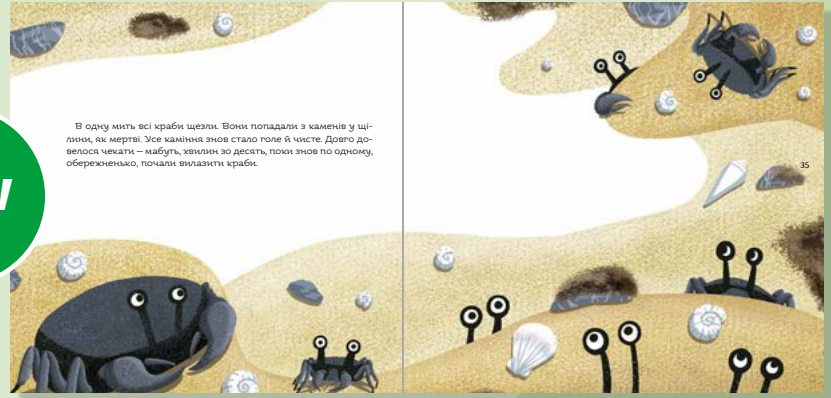 В одну мить всі краби щезли. Вони попадали з каменів у щі-
лини, як мертві. Усе каміння знов стало голе й чисте. Довго до-
велося чекати — мабуть, хвилин зо десять, поки знов по одному,
обережненько, почали вилазити краби.
35